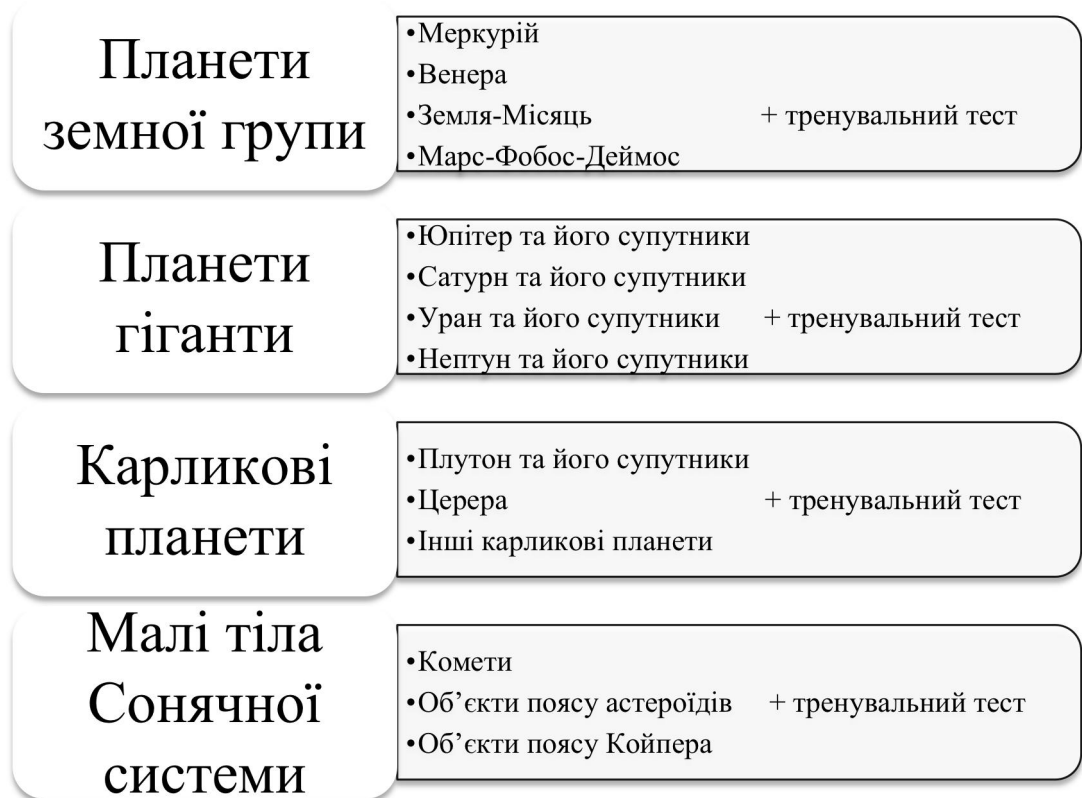 Планети
земної групи
•Меркурій
•Венера
•Земля-Місяць + тренувальний тест
•Марс-Фобос-Деймос
Планети
гіганти
•Юпітер та його супутники
•Сатурн та його супутники
•Уран та його супутники + тренувальний тест
•Нептун та його супутники
Карликові
планети
•Плутон та його супутники
•Церера + тренувальний тест
•Інші карликові планети
Малі тіла
Сонячної
системи
•Комети
•Об’єкти поясу астероїдів + тренувальний тест
•Об’єкти поясу Койпера